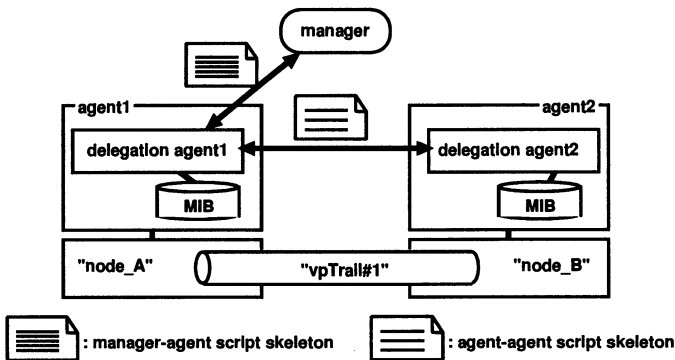 manager
agent1
agent2
delegation agent1
delegation agent2
MIB
MIB
"node_A"
"vpTrail#1"
"node_B"
: manager-agent script skeleton
: agent-agent script skeleton